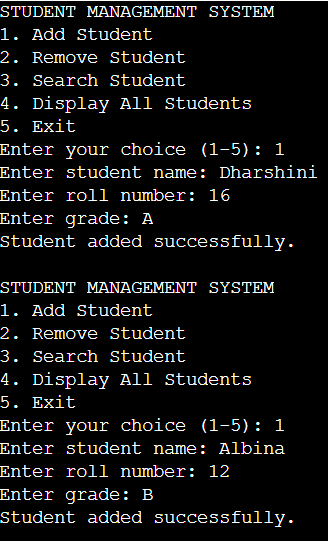 STUDENT MANAGEMENT SYSTEM
1. Add Student
2. Remove Student
3. Search Student
4. Display All Students
5. Exit
Enter your choice (1-5): 1
Enter student name: Dharshini
Enter roll number: 16
Enter grade: A
Student added successfully.

STUDENT MANAGEMENT SYSTEM
1. Add Student
2. Remove Student
3. Search Student
4. Display All Students
5. Exit
Enter your choice (1-5): 1
Enter student name: Albina
Enter roll number: 12
Enter grade: B
Student added successfully.